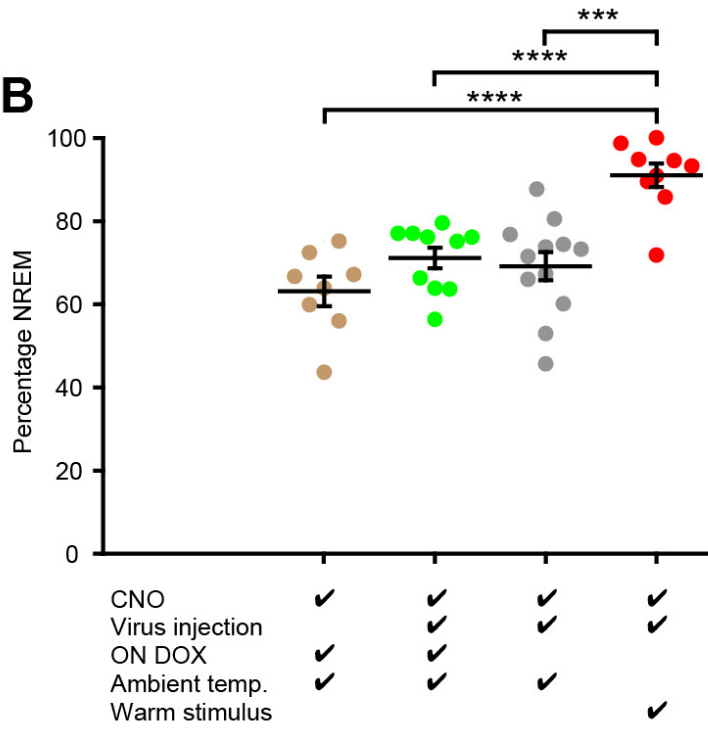 ***
****
B
****
100
80
60
40
20
0
Percentage NREM
CNO ✔ ✔ ✔ ✔
Virus injection ✔ ✔ ✔
ON DOX ✔ ✔
Ambient temp. ✔ ✔ ✔
Warm stimulus ✔